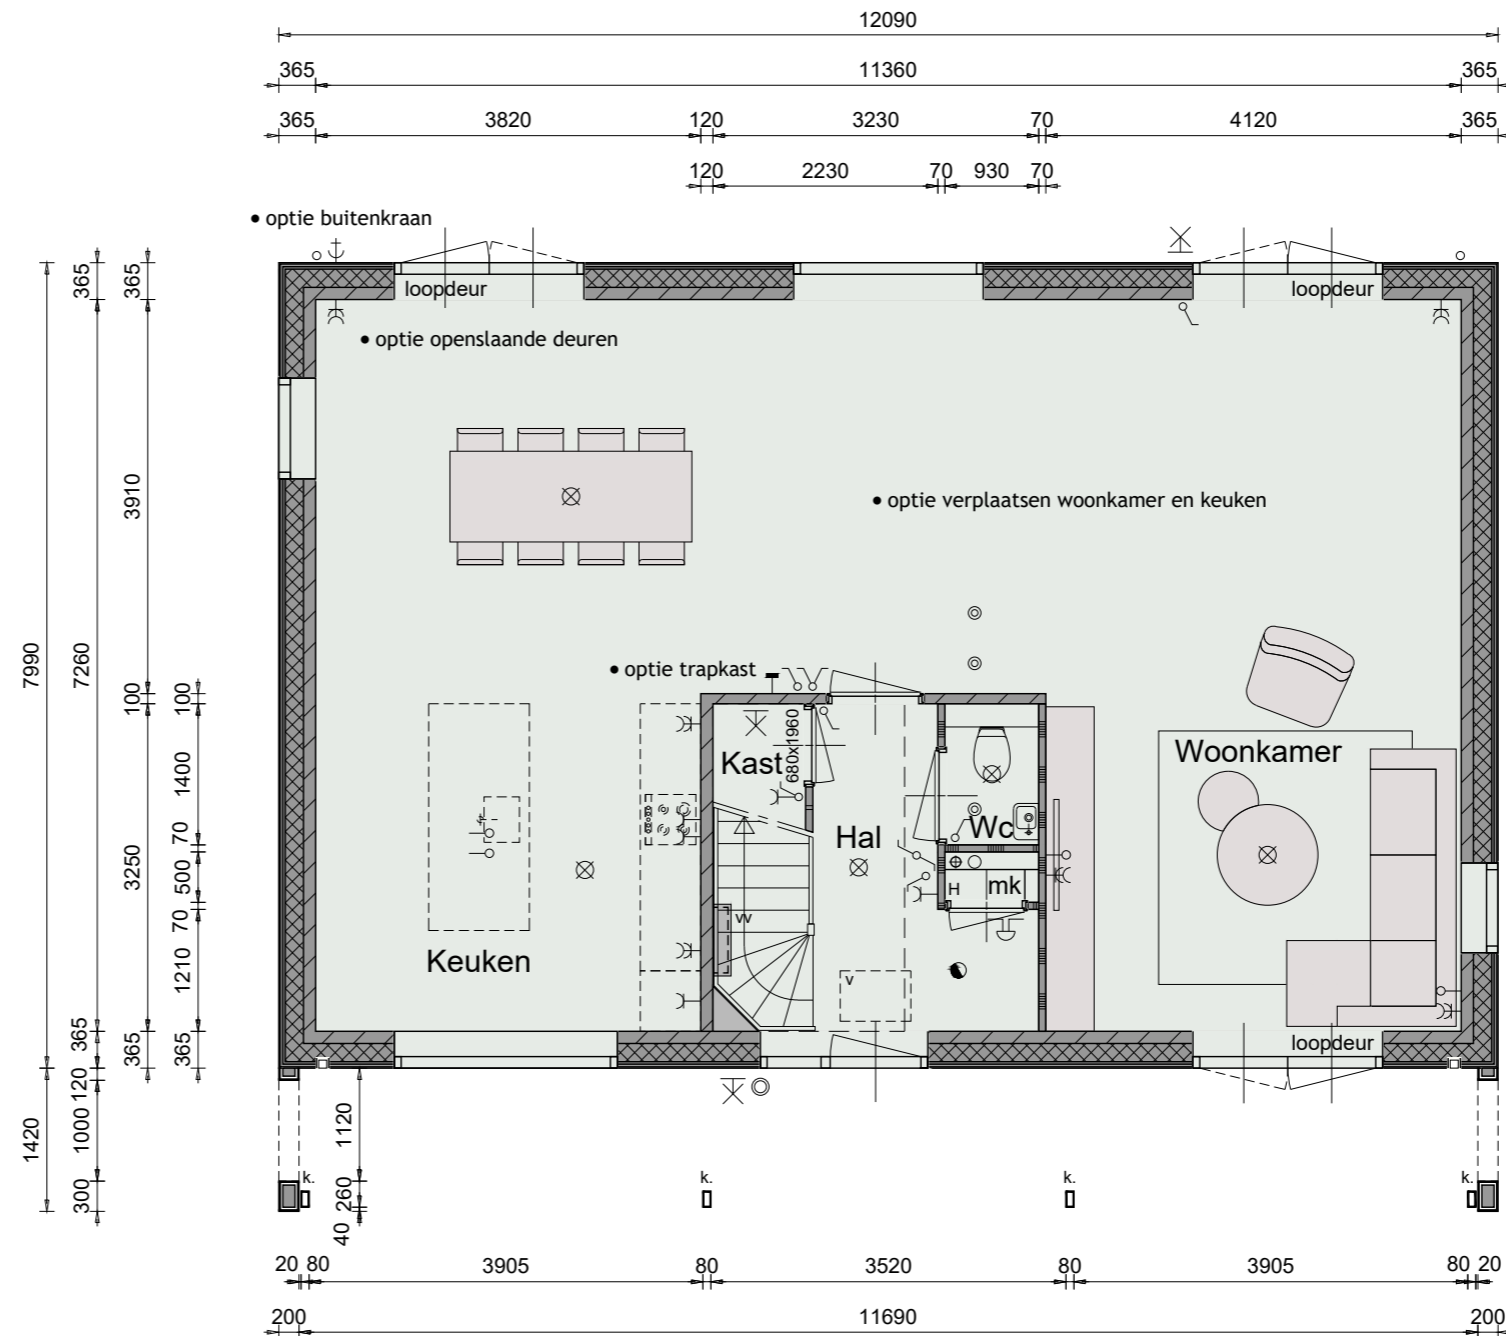 12090
365 11360 365
365 3820 120 3230 70 4120 365
120 2230 70 930 70
• optie buitenkraan
loopdeur
loopdeur
• optie openslaande deuren
• optie verplaatsen woonkamer en keuken
• optie trapkast
Kast
680x1960
Woonkamer
Hal
Wc
H
mk
vv
v
Keuken
loopdeur
7990
1420
365
7260
120
1000
300
365
3910
100
3250
365
100
1400
70
500
70
1210
365
365
1120
260
40
k.
k.
k.
k.
20 80 3905 80 3520 80 3905 80 20
200 11690 200